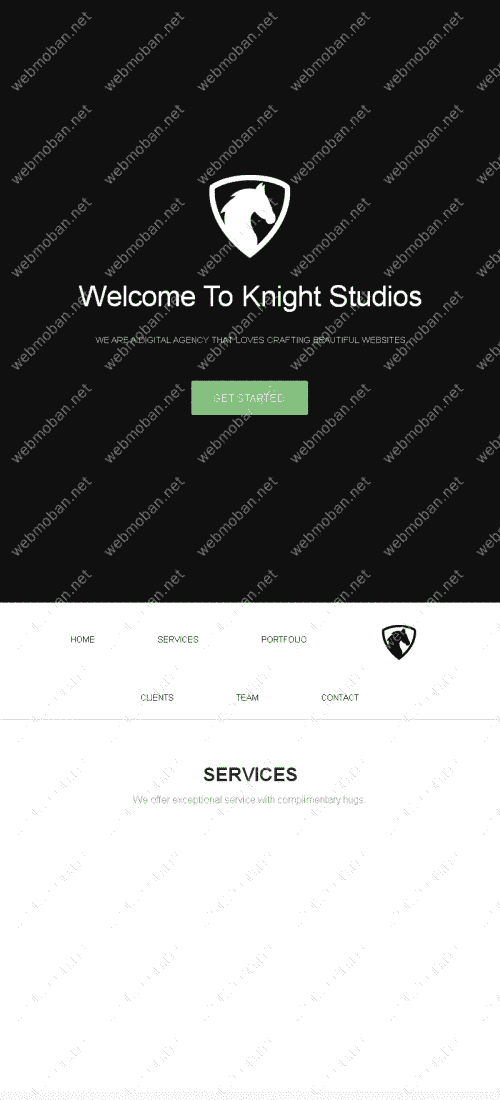 Welcome To Knight Studios
WE ARE A DIGITAL AGENCY THAT LOVES CRAFTING BEAUTIFUL WEBSITES.
GET STARTED
HOME SERVICES PORTFOLIO
CLIENTS TEAM CONTACT
SERVICES
We offer exceptional service with complimentary hugs.
webmoban.net